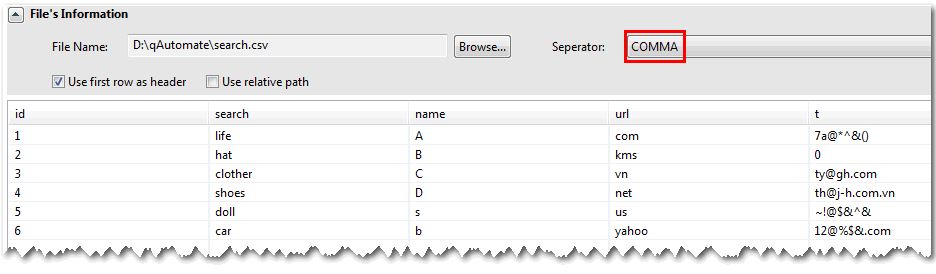 File's Information
File Name: D:\qAutomate\search.csv Browse... Seperator: COMMA
Use first row as header Use relative path
id search name url t
1 life A com 7a@*^&()
2 hat B kms 0
3 clother C vn ty@gh.com
4 shoes D net th@j-h.com.vn
5 doll s us ~!@$&^&
6 car b yahoo 12@%$&.com